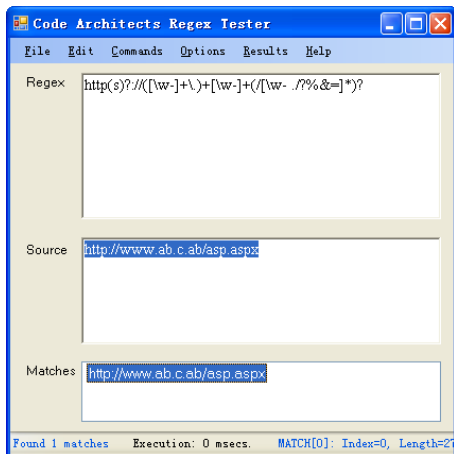 Code Architects Regex Tester
File Edit Commands Options Results Help
Regex
http(s)?://([\w-]+\.)+[\w-]+(/[\w- ./?%&=]*)?
Source
http://www.ab.c.ab/asp.aspx
Matches
http://www.ab.c.ab/asp.aspx
Found 1 matches Execution: 0 msecs. MATCH[0]: Index=0, Length=27